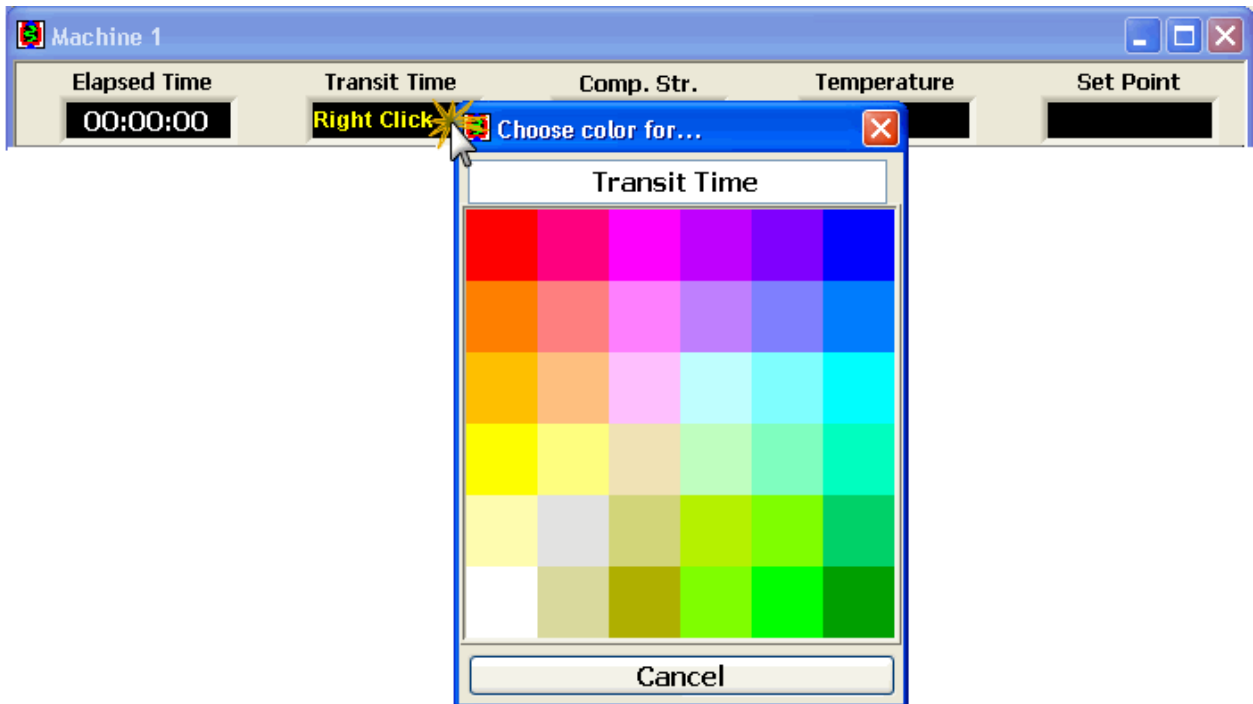 Machine 1
Elapsed Time Transit Time Comp. Str. Temperature Set Point
00:00:00 Right Click
Choose color for...
Transit Time
Cancel